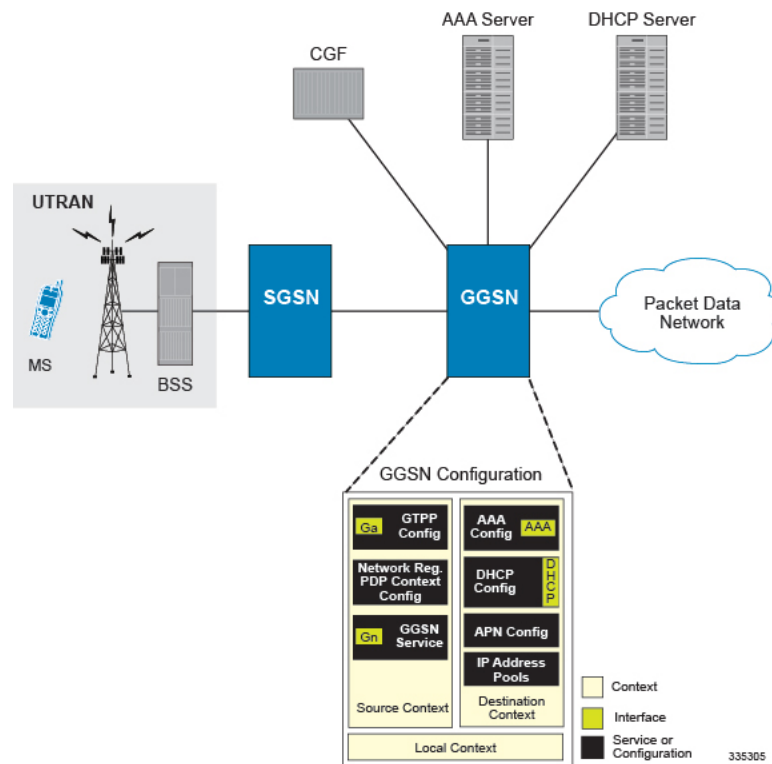 AAA Server
DHCP Server
CGF
UTRAN
MS
BSS
SGSN
GGSN
Packet Data
Network
GGSN Configuration
Ga
GTPP
Config
Network Reg.
PDP Context
Config
Gn
GGSN
Service
Source Context
AAA
Config
AAA
DHCP
Config
DHCP
APN Config
IP Address
Pools
Destination
Context
Local Context
Context
Interface
Service or
Configuration
335305